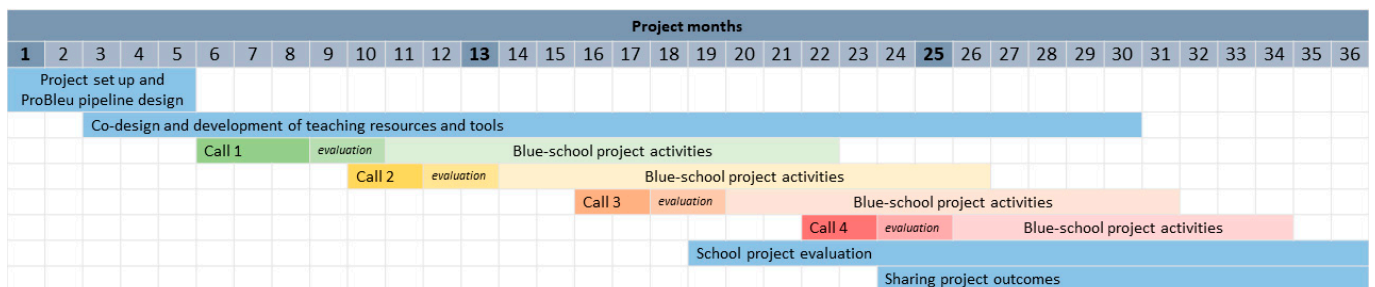 Project months
1 2 3 4 5 6 7 8 9 10 11 12 13 14 15 16 17 18 19 20 21 22 23 24 25 26 27 28 29 30 31 32 33 34 35 36
Project set up and
ProBleu pipeline design
Co-design and development of teaching resources and tools
Call 1 evaluation Blue-school project activities
Call 2 evaluation Blue-school project activities
Call 3 evaluation Blue-school project activities
Call 4 evaluation Blue-school project activities
School project evaluation
Sharing project outcomes